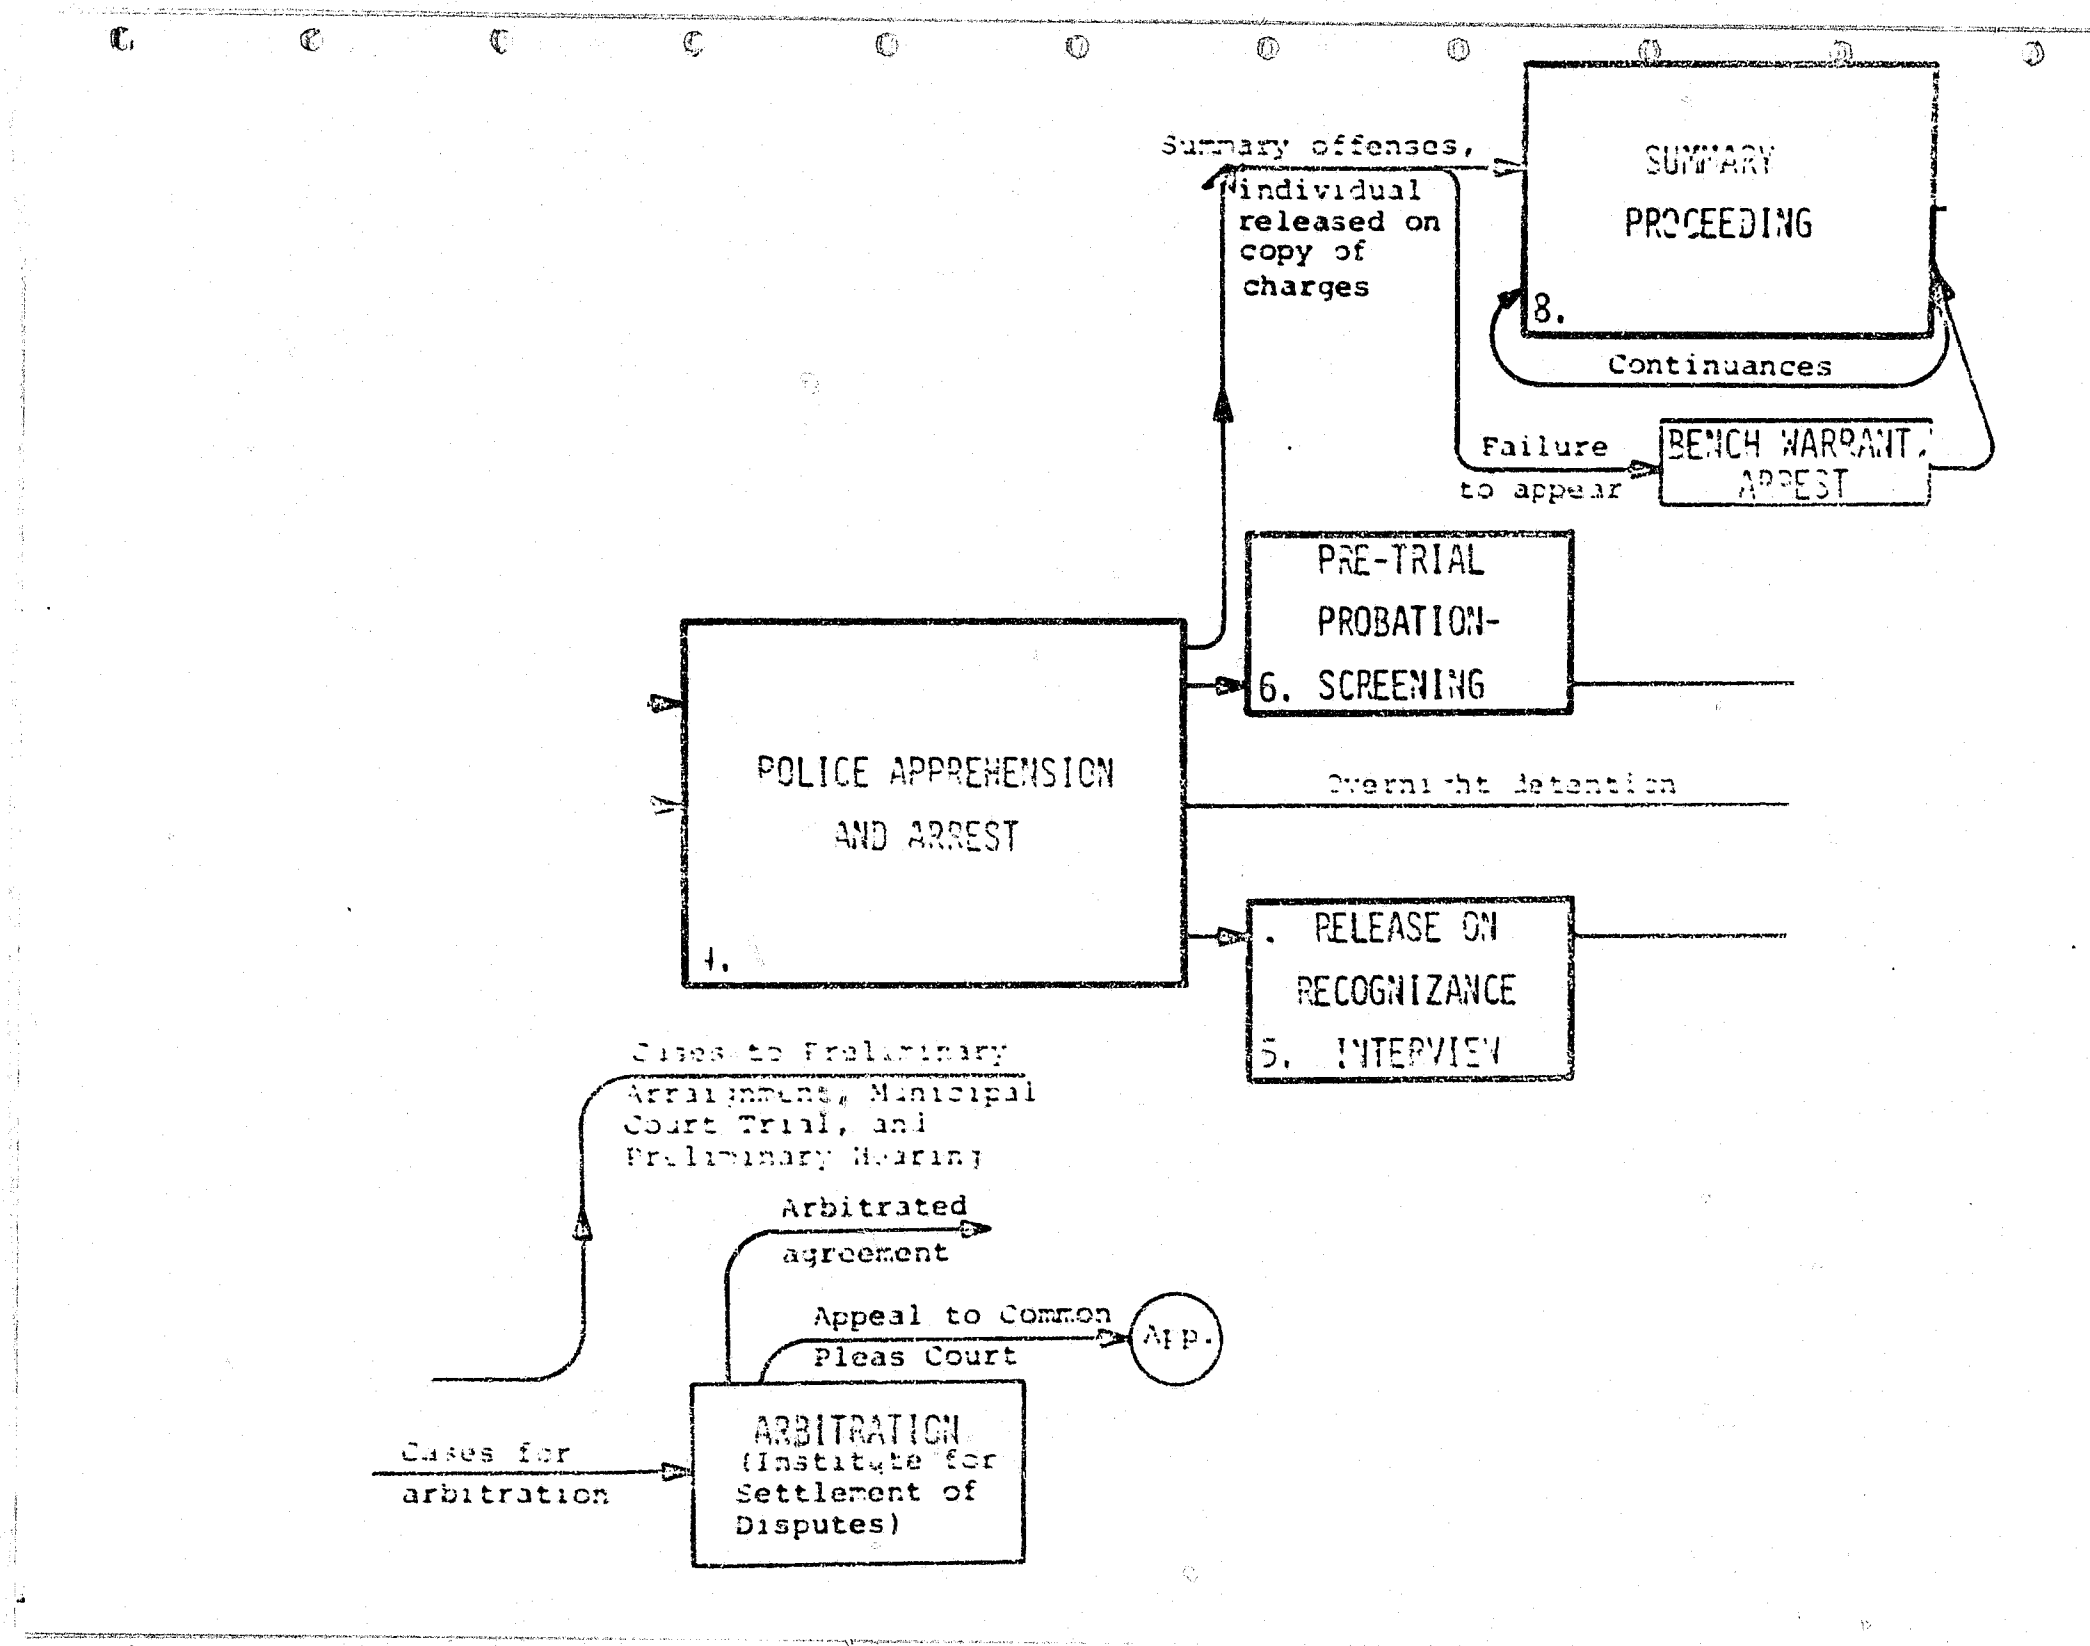 Summary offenses,
individual
released on
copy of
charges
SUMMARY
PROCEEDING
8.
Continuances
Failure
to appear
BENCH WARRANT,
ARREST
PRE-TRIAL
PROBATION-
6. SCREENING
POLICE APPREHENSION
AND ARREST
4.
Overnight detention
. RELEASE ON
RECOGNIZANCE
5. INTERVIEW
Cases to Preliminary
Arraignment, Municipal
Court Trial, and
Preliminary Hearing
Arbitrated
agreement
Appeal to Common
Pleas Court
App.
Cases for
arbitration
ARBITRATION
(Institute for
Settlement of
Disputes)